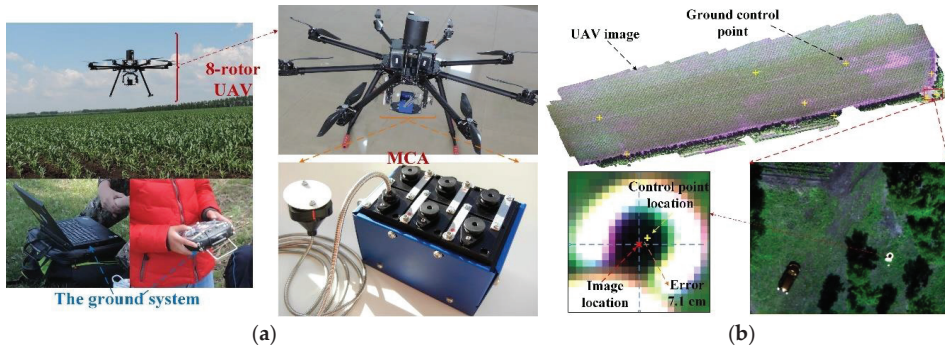 8-rotor
UAV
MCA
The ground system
(a)
UAV image
Ground control
point
Control point
location
Image
location
Error
7.1 cm
(b)